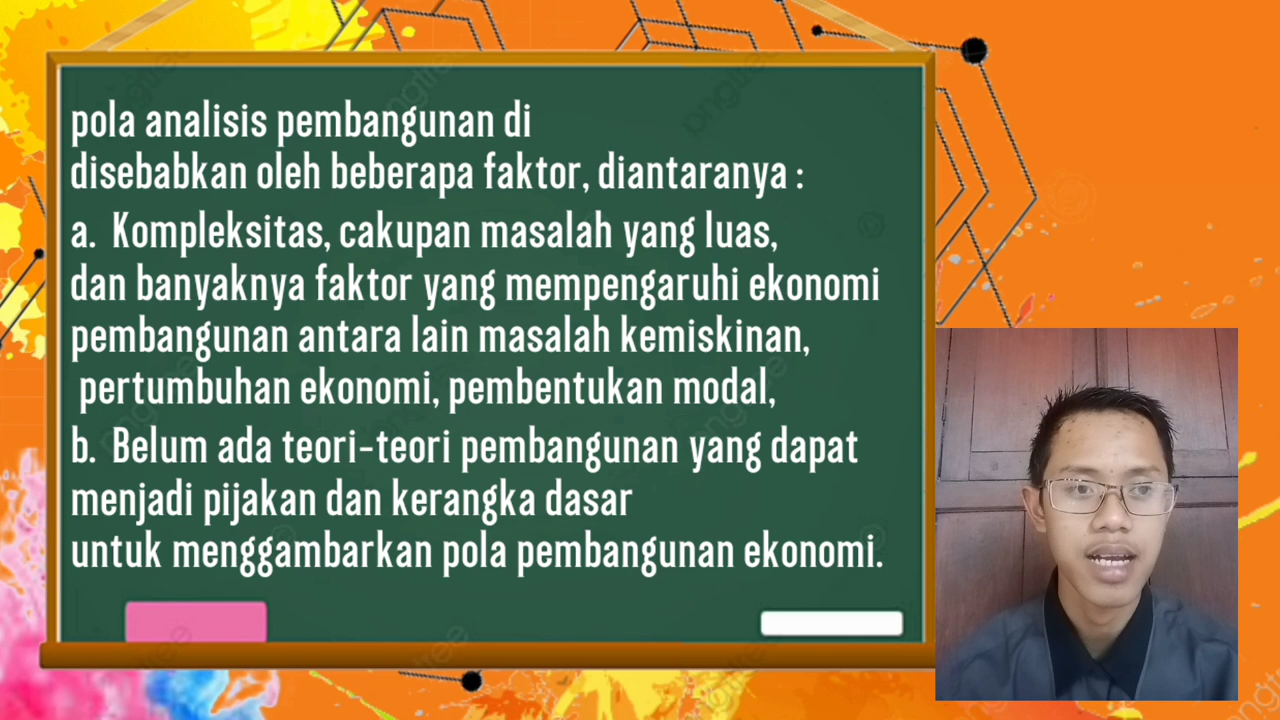 pola analisis pembangunan di
disebabkan oleh beberapa faktor, diantaranya :
a. Kompleksitas, cakupan masalah yang luas,
dan banyaknya faktor yang mempengaruhi ekonomi
pembangunan antara lain masalah kemiskinan,
pertumbuhan ekonomi, pembentukan modal,
b. Belum ada teori-teori pembangunan yang dapat
menjadi pijakan dan kerangka dasar
untuk menggambarkan pola pembangunan ekonomi.